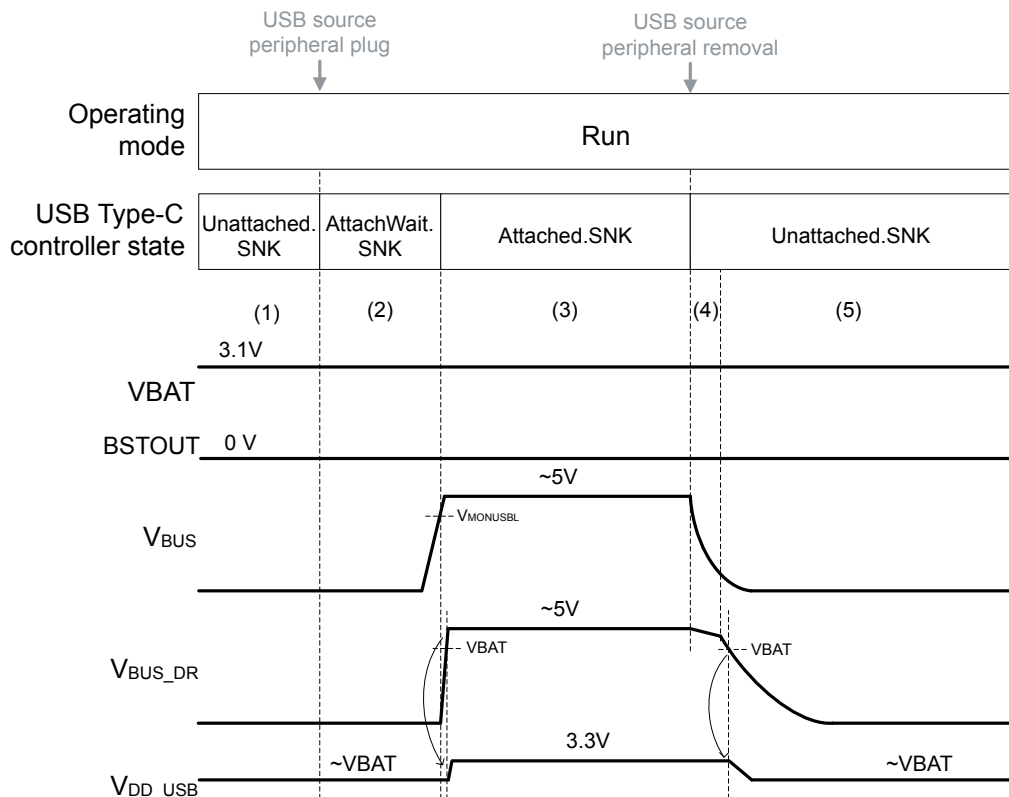 USB source
peripheral plug
USB source
peripheral removal
Operating
mode
Run
USB Type-C
controller state
Unattached.
SNK
AttachWait.
SNK
Attached.SNK
Unattached.SNK
(1)
(2)
(3)
(4)
(5)
3.1V
VBAT
BSTOUT
0 V
~5V
VMONUSBL
VBUS
~5V
VBAT
VBAT
VBUS_DR
3.3V
~VBAT
~VBAT
VDD_USB